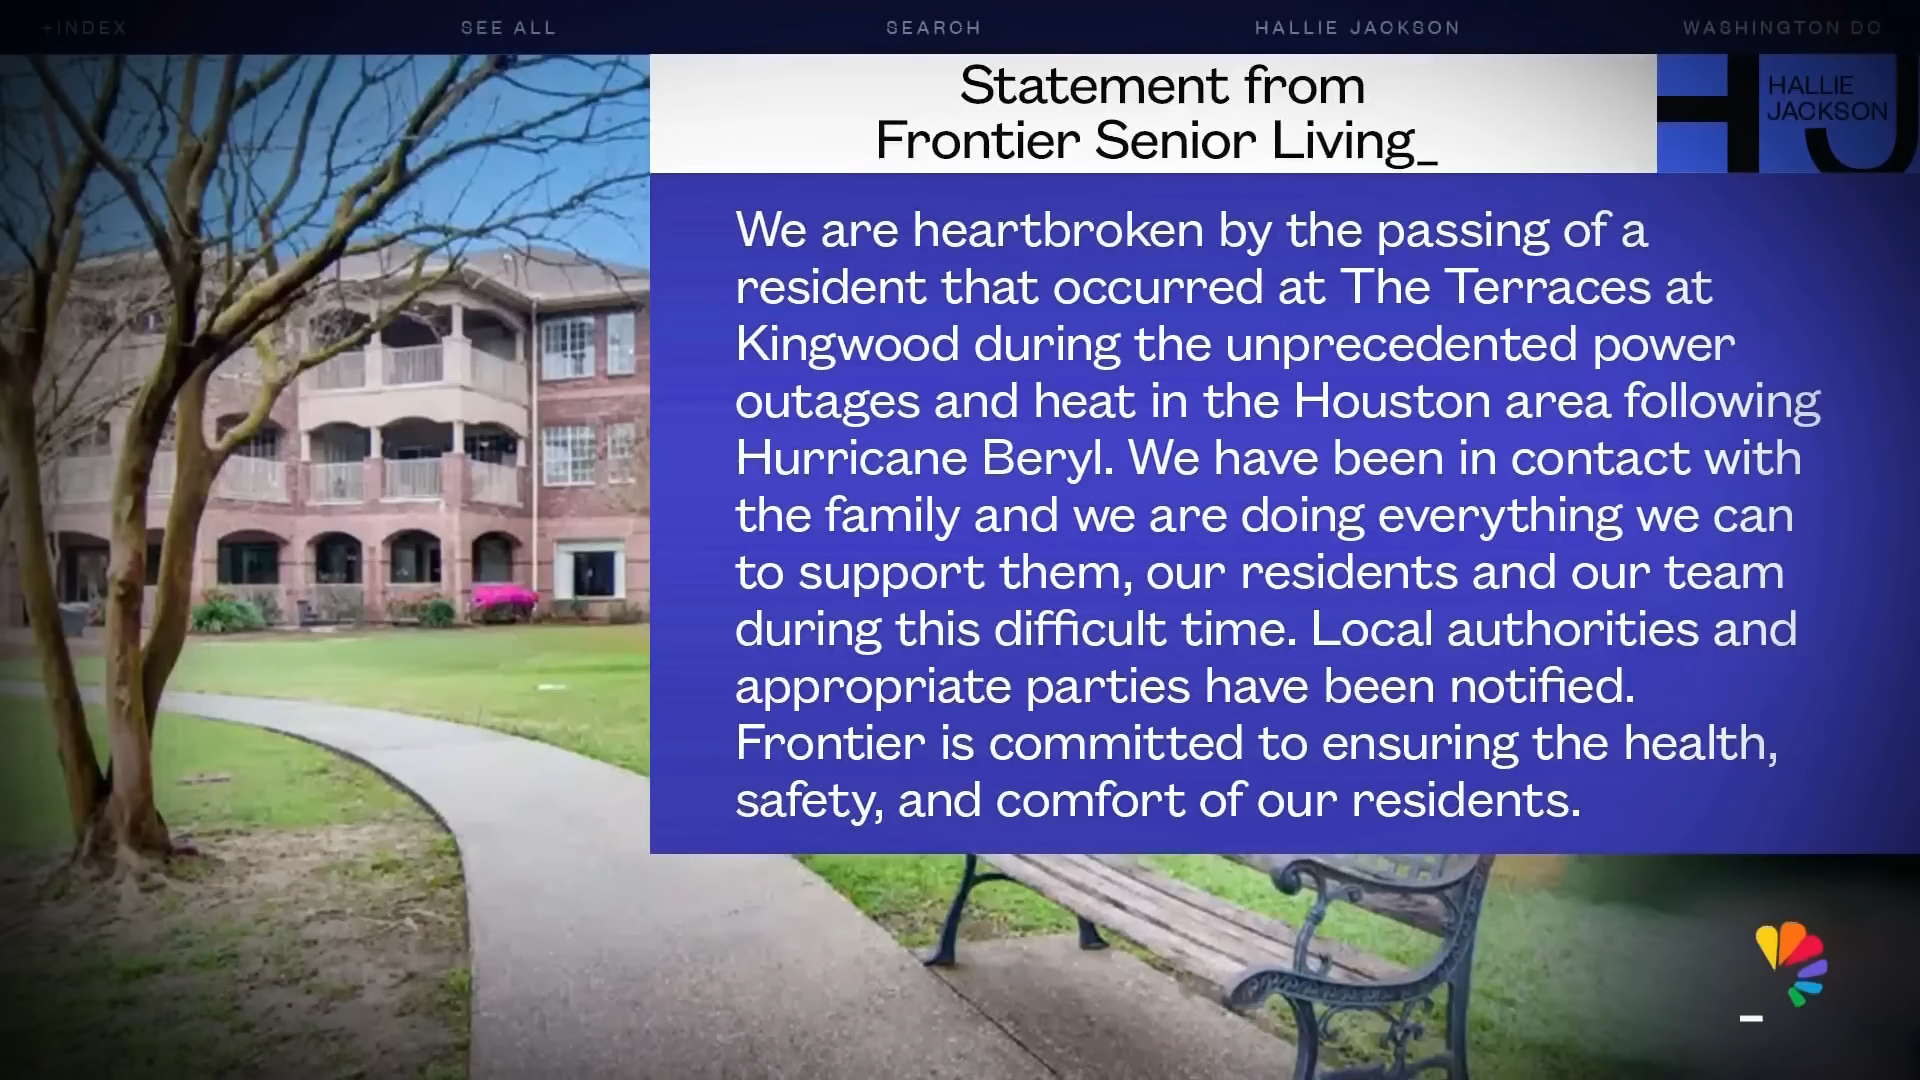 +INDEX
SEE ALL
SEARCH
HALLIE JACKSON
WASHINGTON DC
Statement from
Frontier Senior Living_
HALLIE
JACKSON
HJ
We are heartbroken by the passing of a
resident that occurred at The Terraces at
Kingwood during the unprecedented power
outages and heat in the Houston area following
Hurricane Beryl. We have been in contact with
the family and we are doing everything we can
to support them, our residents and our team
during this difficult time. Local authorities and
appropriate parties have been notified.
Frontier is committed to ensuring the health,
safety, and comfort of our residents.